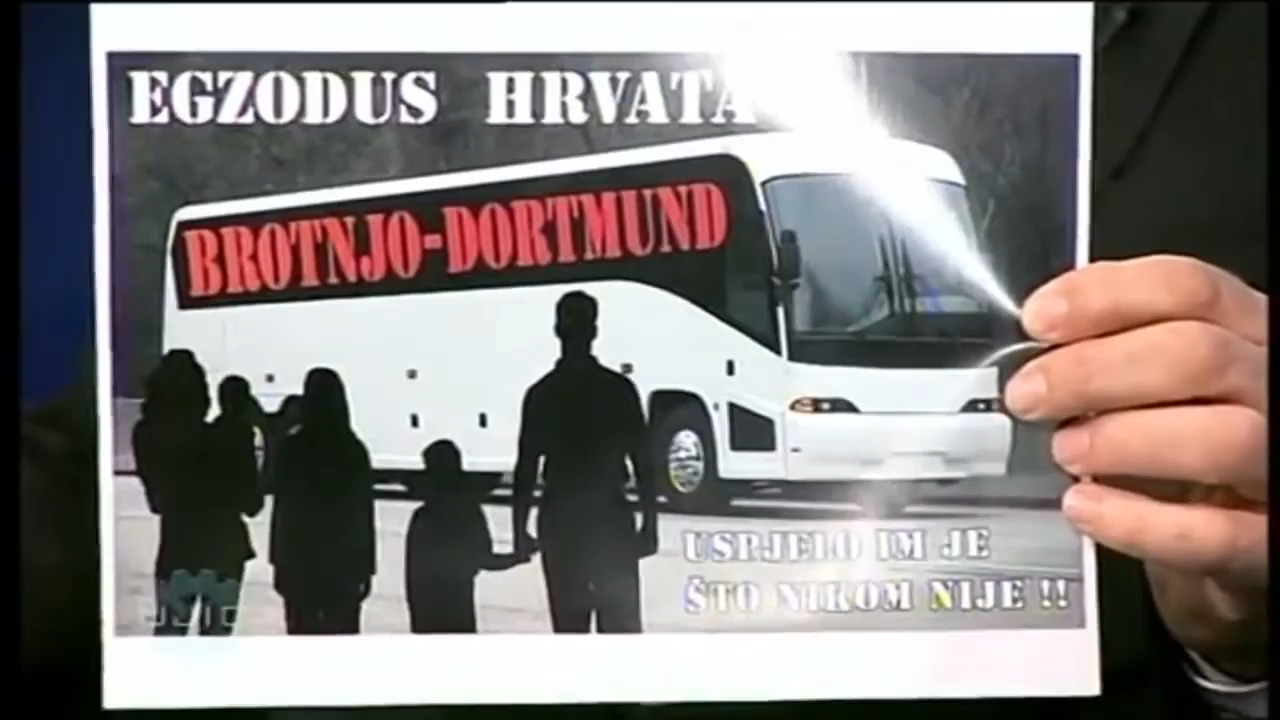 EGZODUS HRVATA
BROTNJO-DORTMUND
USPJELO IM JE
ŠTO NIKOM NIJE !!